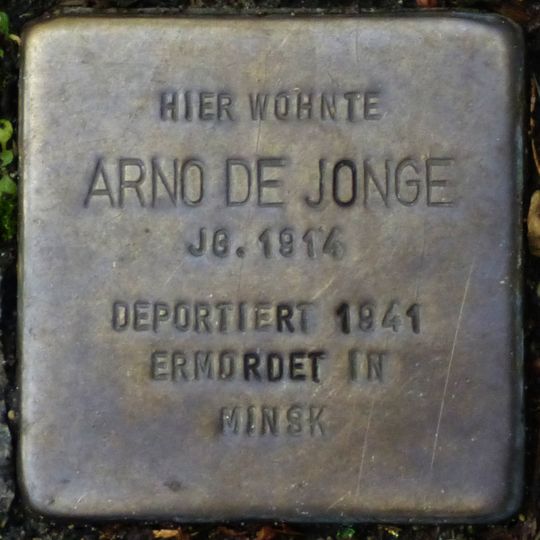 HIER WOHNTE
ARNO DE JONGE
JG. 1914
DEPORTIERT 1941
ERMORDET IN
MINSK